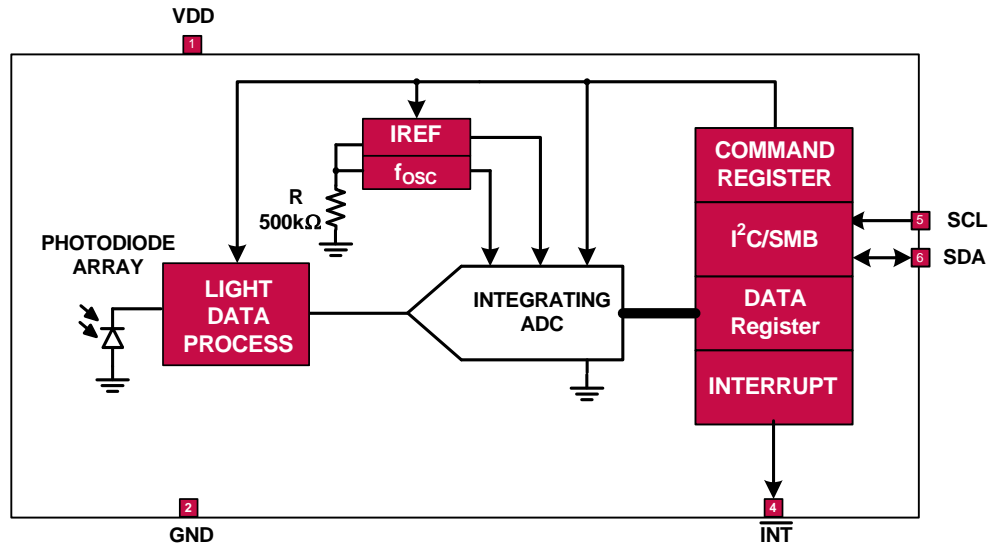 VDD
1
IREF
fOSC
R
500kΩ
COMMAND
REGISTER
I²C/SMB
DATA
Register
INTERRUPT
5
SCL
6
SDA
PHOTODIODE
ARRAY
LIGHT
DATA
PROCESS
INTEGRATING
ADC
2
GND
4
INT